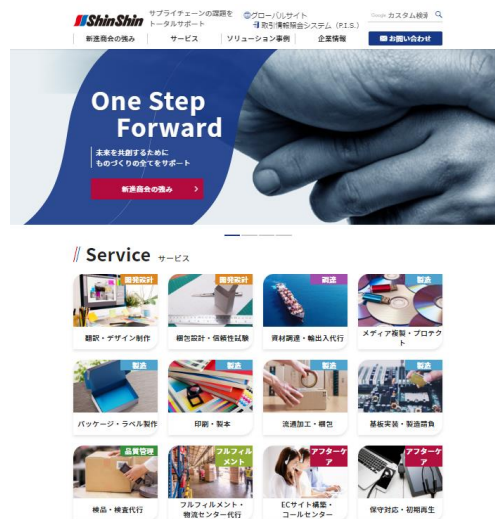 ShinShin
サプライチェーンの課題を
トータルサポート
グローバルサイト
取引情報照会システム（P.I.S.）
Google カスタム検索
新進商会の強み
サービス
ソリューション事例
企業情報
お問い合わせ
One Step
Forward
未来を共創するために
ものづくりの全てをサポート
新進商会の強み
Service サービス
開発設計
翻訳・デザイン制作
開発設計
梱包設計・信頼性試験
調達
資材調達・輸出入代行
製造
メディア複製・プロテク
ト
製造
パッケージ・ラベル製作
製造
印刷・製本
製造
流通加工・梱包
製造
基板実装・製造請負
品質管理
検品・検査代行
フルフィル
メント
フルフィルメント・
物流センター代行
アフターケ
ア
ECサイト構築・
コールセンター
アフターケ
ア
保守対応・初期再生